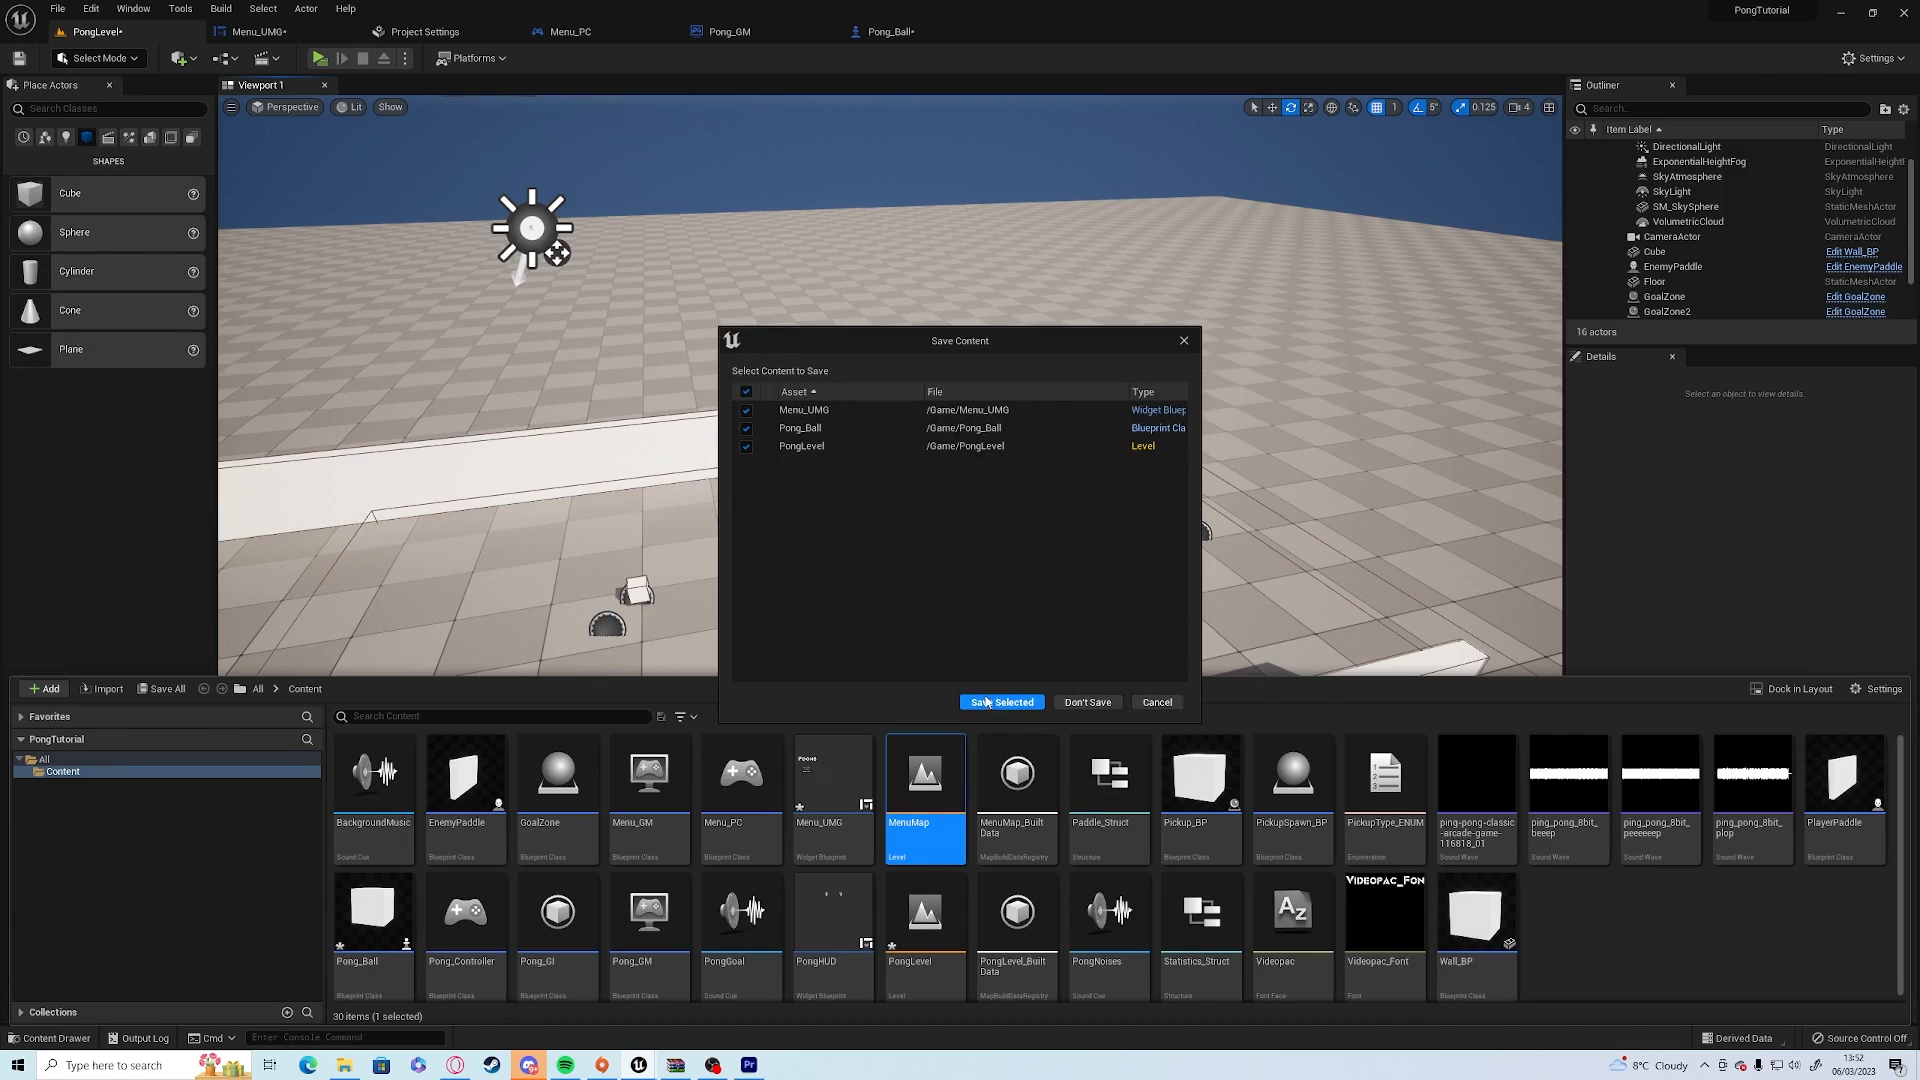 File Edit Window Tools Build Select Actor Help
PongTutorial
PongLevel• Menu_UMG• Project Settings Menu_PC Pong_GM Pong_Ball•
Select Mode Platforms Settings
Place Actors
Search Classes
SHAPES
Cube
Sphere
Cylinder
Cone
Plane
Viewport 1
Perspective Lit Show
1 5° 0.125 4
Outliner
Search...
Item Label Type
DirectionalLight DirectionalLight
ExponentialHeightFog ExponentialHeightF
SkyAtmosphere SkyAtmosphere
SkyLight SkyLight
SM_SkySphere StaticMeshActor
VolumetricCloud VolumetricCloud
CameraActor CameraActor
Cube Edit Wall_BP
EnemyPaddle Edit EnemyPaddle
Floor StaticMeshActor
GoalZone Edit GoalZone
GoalZone2 Edit GoalZone
16 actors
Details
Select an object to view details.
Save Content
Select Content to Save
Asset File Type
Menu_UMG /Game/Menu_UMG Widget Bluep
Pong_Ball /Game/Pong_Ball Blueprint Cla
PongLevel /Game/PongLevel Level
Save Selected Don't Save Cancel
Add Import Save All All Content Dock in Layout Settings
Favorites
PongTutorial
All
Content
Collections
Search Content
BackgroundMusic
Sound Cue
EnemyPaddle
Blueprint Class
GoalZone
Blueprint Class
Menu_GM
Blueprint Class
Menu_PC
Blueprint Class
Menu_UMG
Widget Blueprint
MenuMap
Level
MenuMap_Built
Data
MapBuildDataRegistry
Paddle_Struct
Structure
Pickup_BP
Blueprint Class
PickupSpawn_BP
Blueprint Class
PickupType_ENUM
Enumeration
ping-pong-classic
-arcade-game-
116818_01
Sound Wave
ping_pong_8bit_
beeep
Sound Wave
ping_pong_8bit_
peeeeeep
Sound Wave
ping_pong_8bit_
plop
Sound Wave
PlayerPaddle
Blueprint Class
Pong_Ball
Blueprint Class
Pong_Controller
Blueprint Class
Pong_GI
Blueprint Class
Pong_GM
Blueprint Class
PongGoal
Sound Cue
PongHUD
Widget Blueprint
PongLevel
Level
PongLevel_Built
Data
MapBuildDataRegistry
PongNoises
Sound Cue
Statistics_Struct
Structure
Az
Videopac
Font Face
Videopac_Fon
Videopac_Font
Font
Wall_BP
Blueprint Class
30 items (1 selected)
Content Drawer Output Log Cmd Enter Console Command Derived Data Source Control Off
Type here to search
8°C Cloudy
13:52
06/03/2023